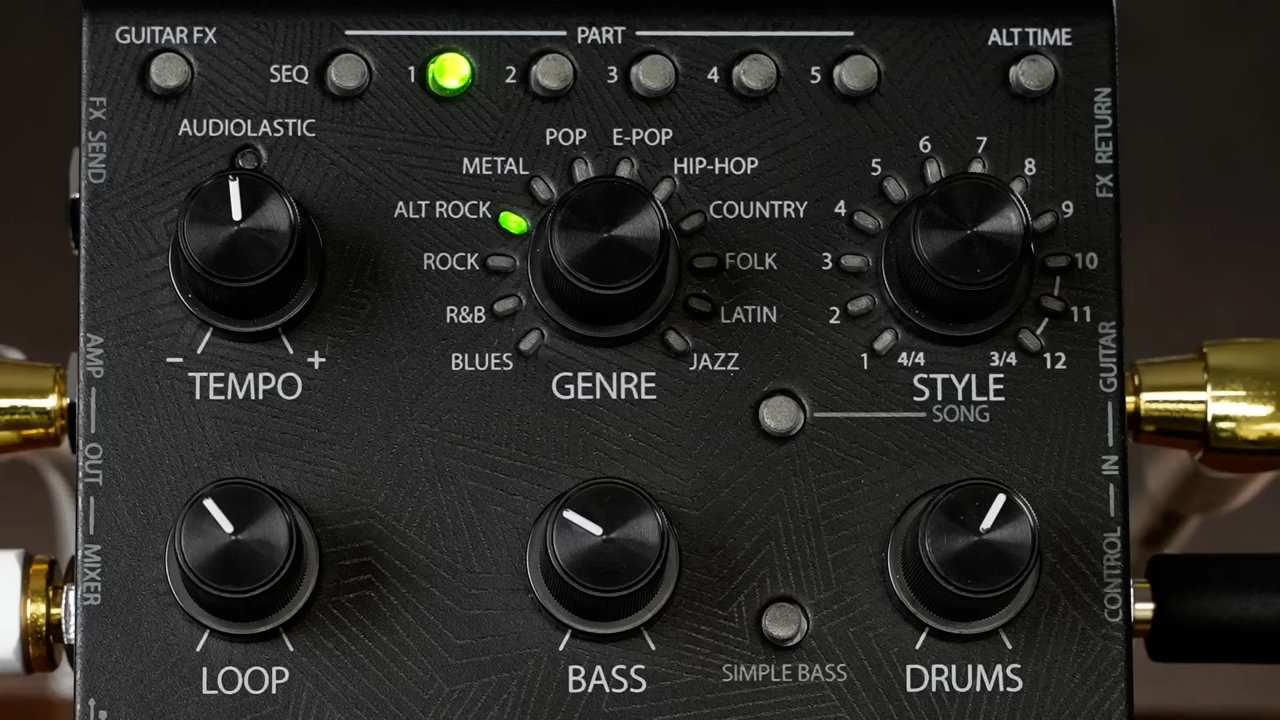 GUITAR FX
PART
ALT TIME
SEQ 1 2 3 4 5
AUDIOLASTIC
FX SEND
FX RETURN
POP E-POP
METAL HIP-HOP
ALT ROCK COUNTRY
ROCK FOLK
R&B LATIN
BLUES JAZZ
6 7
5 8
4 9
3 10
2 11
1 4/4 3/4 12
− +
TEMPO
GENRE
STYLE
SONG
AMP — OUT — MIXER
GUITAR — IN — CONTROL
SIMPLE BASS
LOOP
BASS
DRUMS